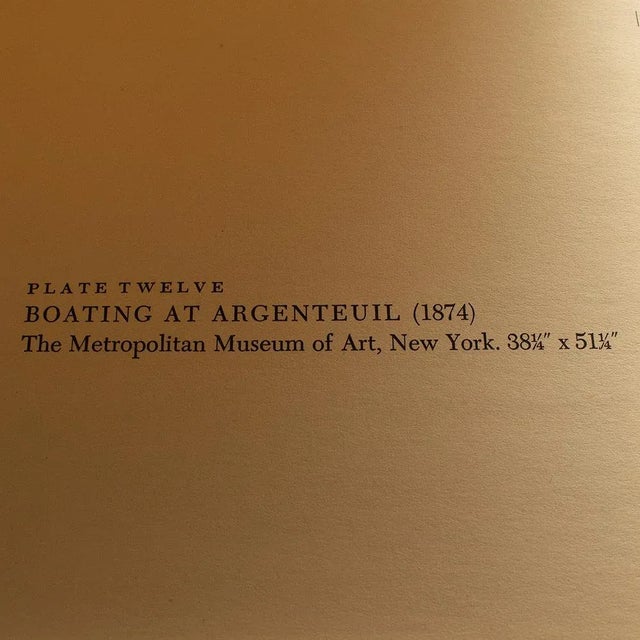 PLATE TWELVE
BOATING AT ARGENTEUIL (1874)
The Metropolitan Museum of Art, New York. 38¼″ x 51¼″